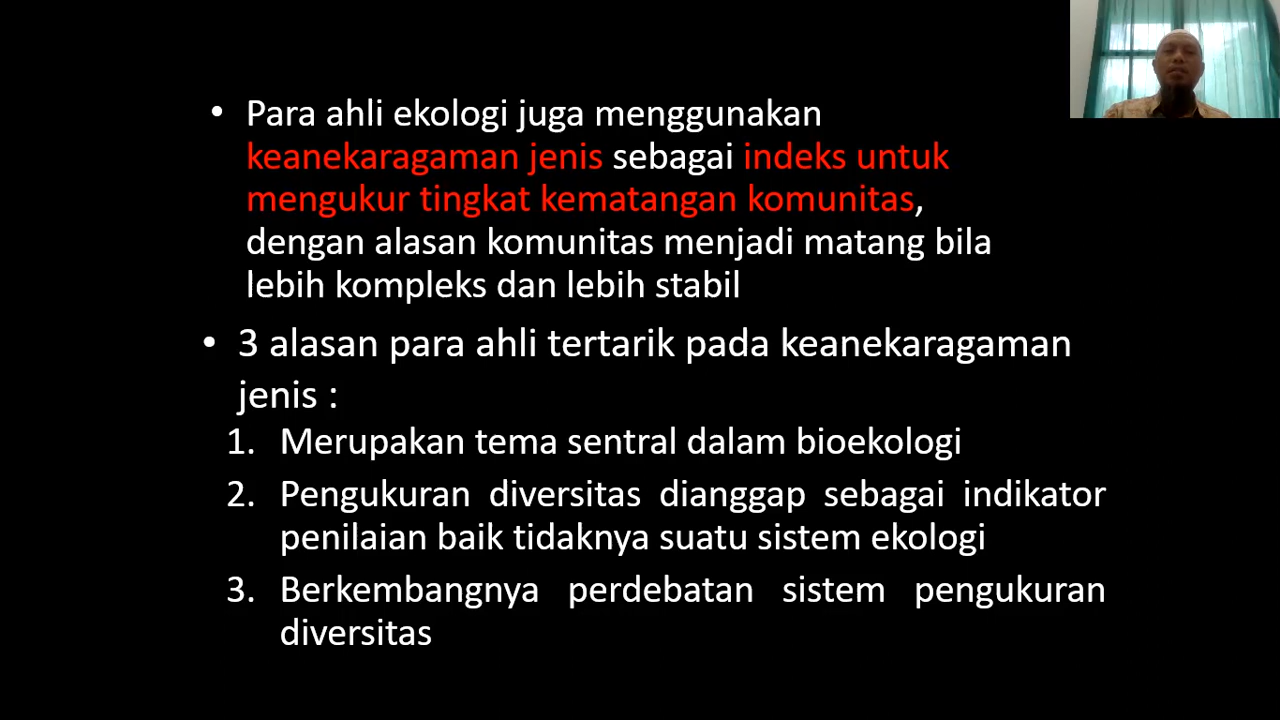 • Para ahli ekologi juga menggunakan
keanekaragaman jenis sebagai indeks untuk
mengukur tingkat kematangan komunitas,
dengan alasan komunitas menjadi matang bila
lebih kompleks dan lebih stabil
• 3 alasan para ahli tertarik pada keanekaragaman
jenis :
1. Merupakan tema sentral dalam bioekologi
2. Pengukuran diversitas dianggap sebagai indikator
penilaian baik tidaknya suatu sistem ekologi
3. Berkembangnya perdebatan sistem pengukuran
diversitas